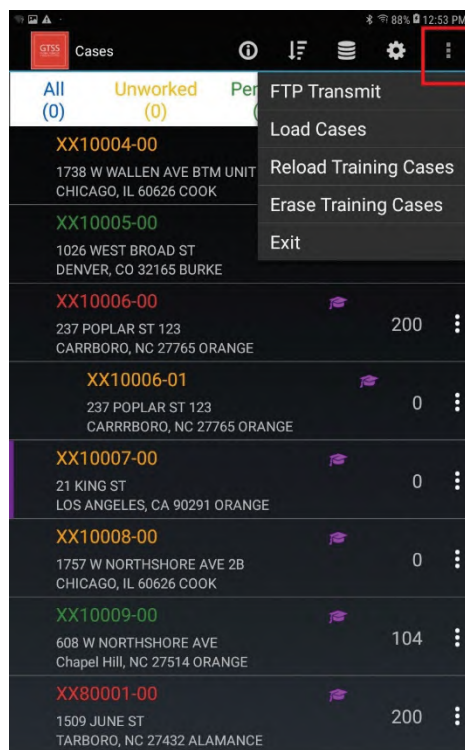 88% 12:53 PM
GTSS
Cases
All
(0)
Unworked
(0)
Per
FTP Transmit
Load Cases
Reload Training Cases
Erase Training Cases
Exit
XX10004-00
1738 W WALLEN AVE BTM UNIT
CHICAGO, IL 60626 COOK
XX10005-00
1026 WEST BROAD ST
DENVER, CO 32165 BURKE
XX10006-00
237 POPLAR ST 123
CARRBORO, NC 27765 ORANGE
200
XX10006-01
237 POPLAR ST 123
CARRRBORO, NC 27765 ORANGE
0
XX10007-00
21 KING ST
LOS ANGELES, CA 90291 ORANGE
0
XX10008-00
1757 W NORTHSHORE AVE 2B
CHICAGO, IL 60626 COOK
0
XX10009-00
608 W NORTHSHORE AVE
Chapel Hill, NC 27514 ORANGE
104
XX80001-00
1509 JUNE ST
TARBORO, NC 27432 ALAMANCE
200